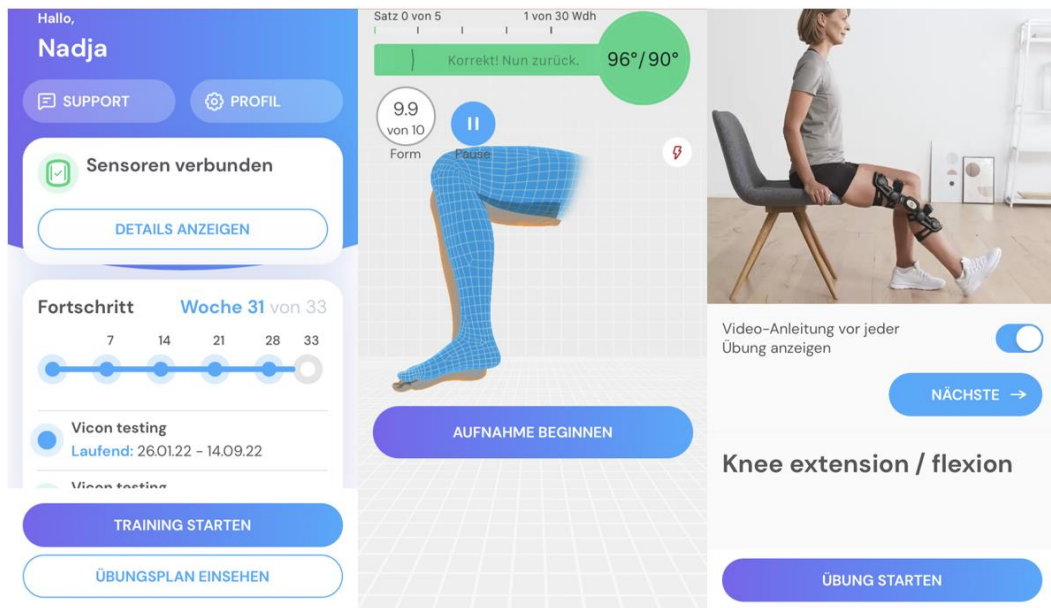 Hallo,
Nadja
SUPPORT
PROFIL
Sensoren verbunden
DETAILS ANZEIGEN
Fortschritt
Woche 31 von 33
7 14 21 28 33
Vicon testing
Laufend: 26.01.22 - 14.09.22
Vicon testing
TRAINING STARTEN
ÜBUNGSPLAN EINSEHEN
Satz 0 von 5
1 von 30 Wdh
Korrekt! Nun zurück.
96°/90°
9.9
von 10
Form
Pause
AUFNAHME BEGINNEN
Video-Anleitung vor jeder
Übung anzeigen
NÄCHSTE →
Knee extension / flexion
ÜBUNG STARTEN